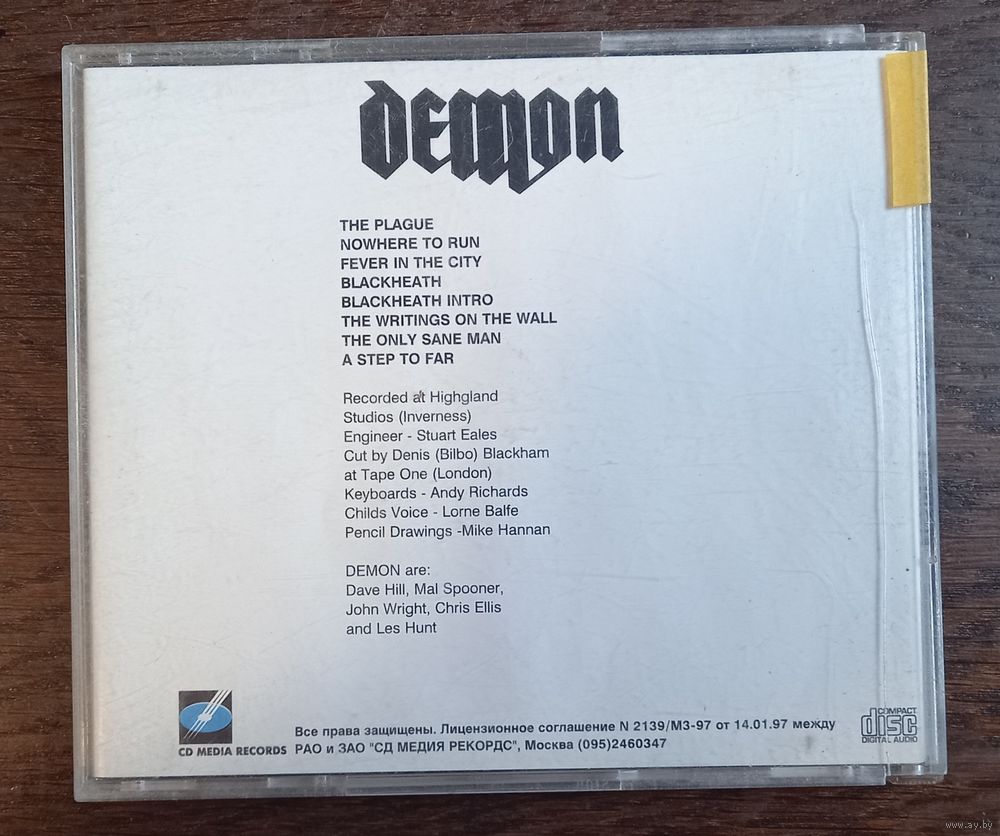 DEMON
THE PLAGUE
NOWHERE TO RUN
FEVER IN THE CITY
BLACKHEATH
BLACKHEATH INTRO
THE WRITINGS ON THE WALL
THE ONLY SANE MAN
A STEP TO FAR
Recorded at Highgland
Studios (Inverness)
Engineer - Stuart Eales
Cut by Denis (Bilbo) Blackham
at Tape One (London)
Keyboards - Andy Richards
Childs Voice - Lorne Balfe
Pencil Drawings -Mike Hannan
DEMON are:
Dave Hill, Mal Spooner,
John Wright, Chris Ellis
and Les Hunt
CD MEDIA RECORDS
Все права защищены. Лицензионное соглашение N 2139/МЗ-97 от 14.01.97 между
РАО и ЗАО "СД МЕДИЯ РЕКОРДС", Москва (095)2460347
COMPACT
disc
DIGITAL AUDIO
www.ay.by